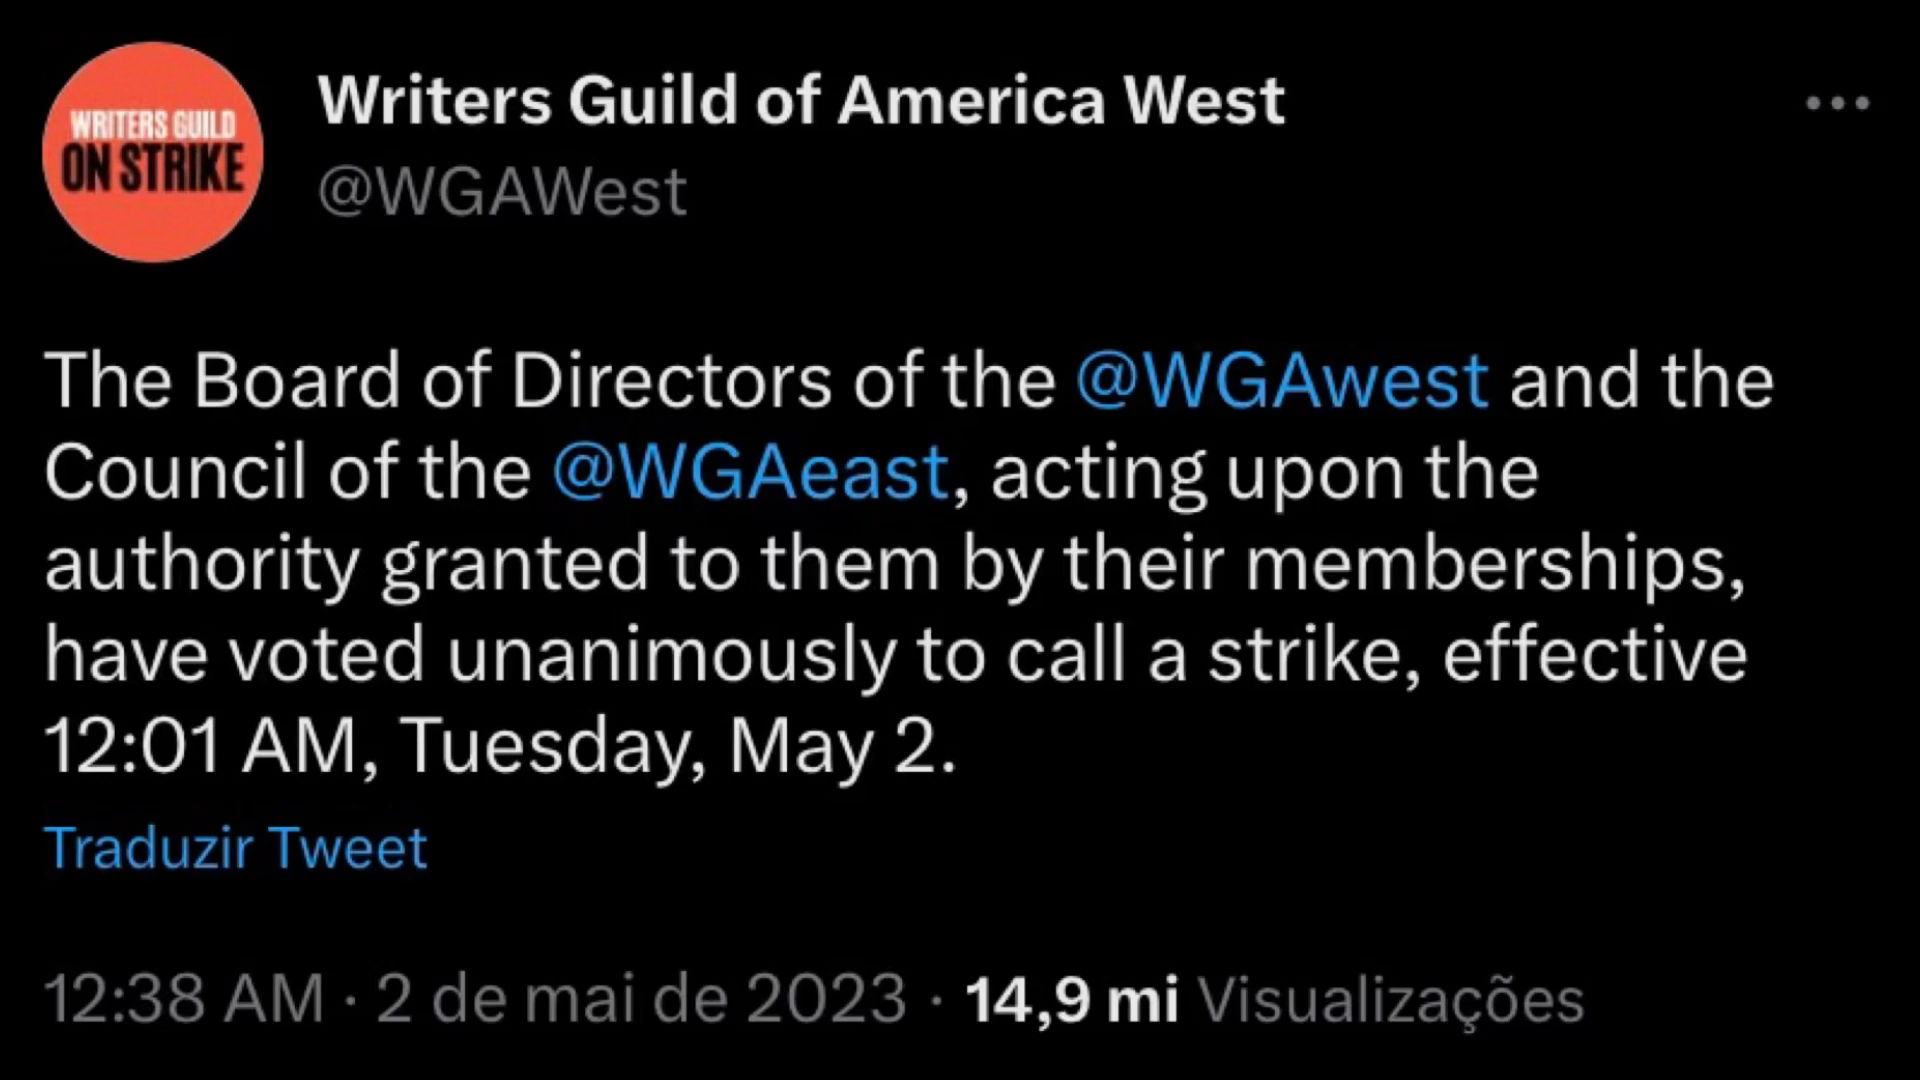 WRITERS GUILD
ON STRIKE
Writers Guild of America West
@WGAWest
The Board of Directors of the @WGAwest and the
Council of the @WGAeast, acting upon the
authority granted to them by their memberships,
have voted unanimously to call a strike, effective
12:01 AM, Tuesday, May 2.
Traduzir Tweet
12:38 AM · 2 de mai de 2023 · 14,9 mi Visualizações